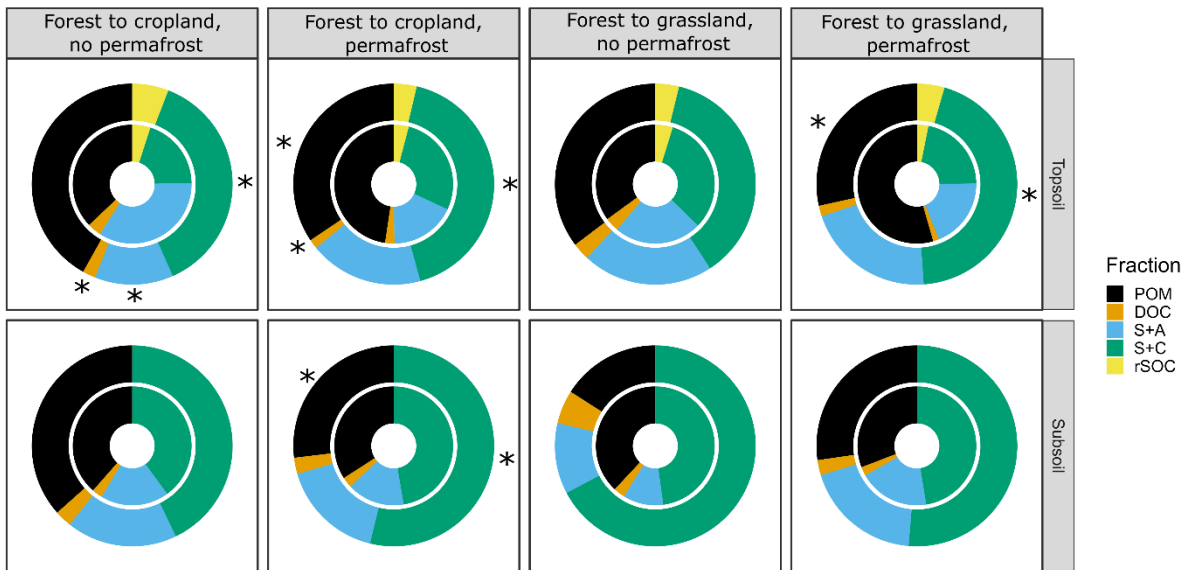 Forest to cropland,
no permafrost
Forest to cropland,
permafrost
Forest to grassland,
no permafrost
Forest to grassland,
permafrost
Topsoil
*
*
*
*
*
*
*
*
Subsoil
*
*
Fraction
POM
DOC
S+A
S+C
rSOC